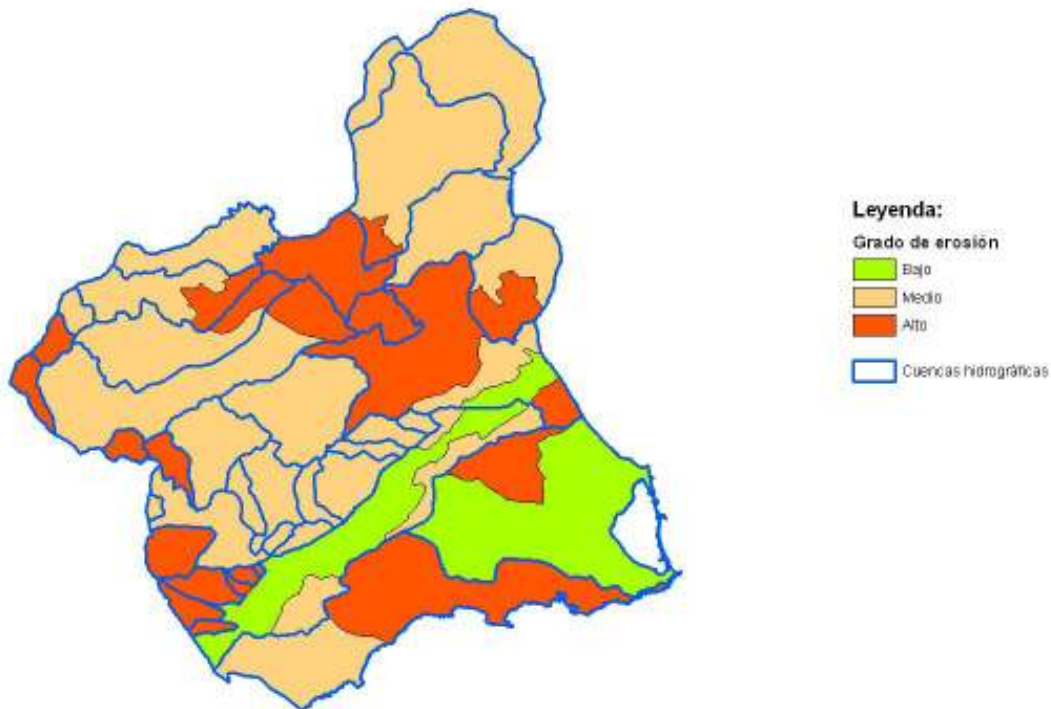 Leyenda:
Grado de erosión
Bajo
Medio
Alto
Cuencas hidrográficas